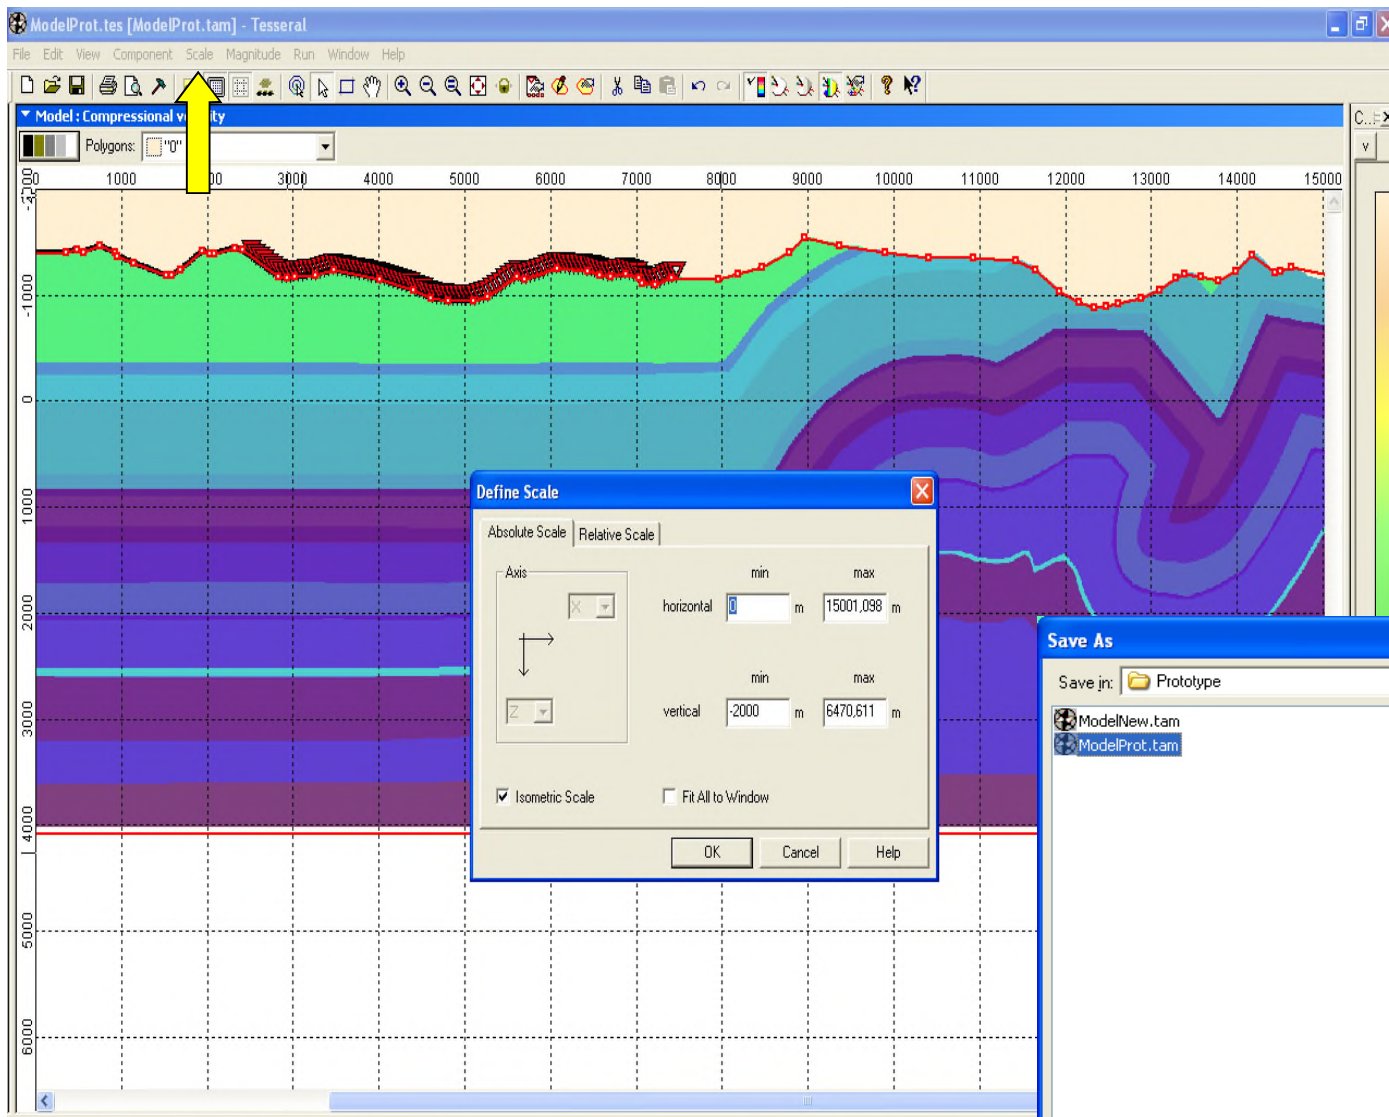 ModelProt.tes [ModelProt.tam] - Tesseral
File Edit View Component Scale Magnitude Run Window Help
Model : Compressional v ity
C..
Polygons: "0"
v
1000 3000 4000 5000 6000 7000 8000 9000 10000 11000 12000 13000 14000 15000
-1000
0
1000
2000
3000
4000
5000
6000
Define Scale
Absolute Scale Relative Scale
Axis
min max
X
horizontal 0 m 15001,098 m
min max
Z
vertical -2000 m 6470,611 m
Isometric Scale Fit All to Window
OK Cancel Help
Save As
Save in: Prototype
ModelNew.tam
ModelProt.tam